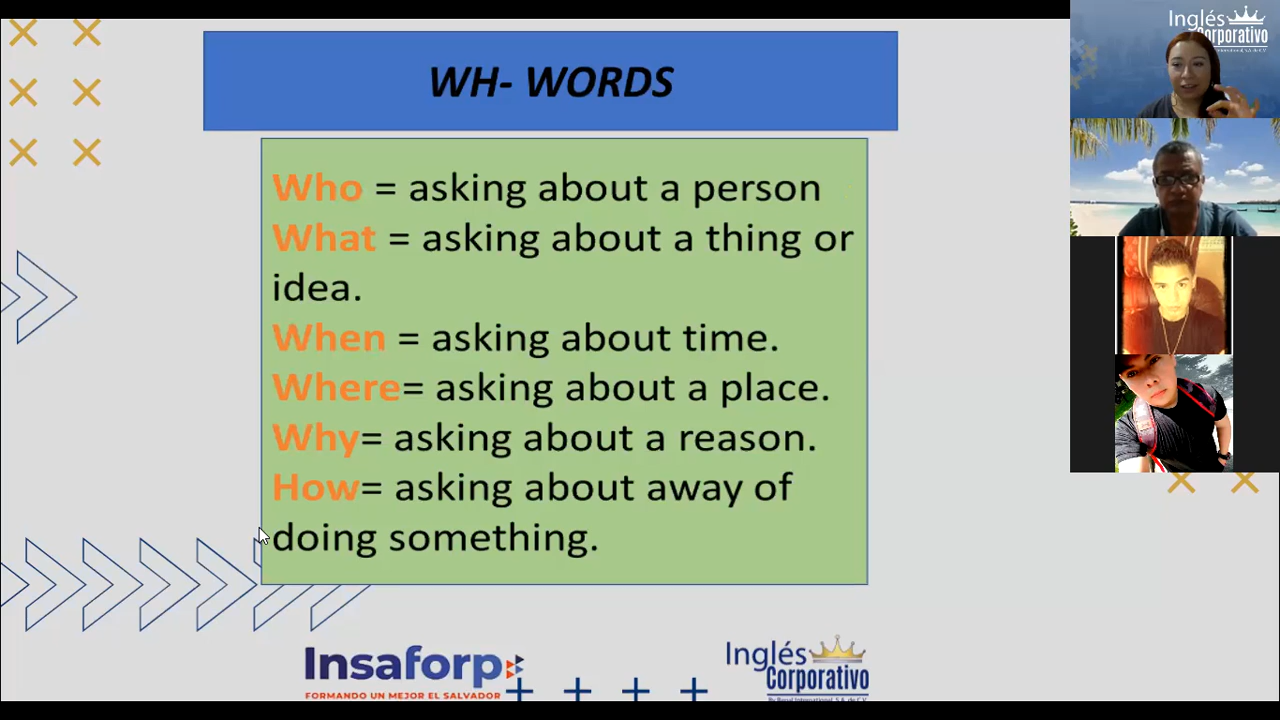 WH- WORDS
Who = asking about a person
What = asking about a thing or
idea.
When = asking about time.
Where= asking about a place.
Why= asking about a reason.
How= asking about away of
doing something.
Insaforp
FORMANDO UN MEJOR EL SALVADOR
Inglés
Corporativo
Inglés
Corporativo